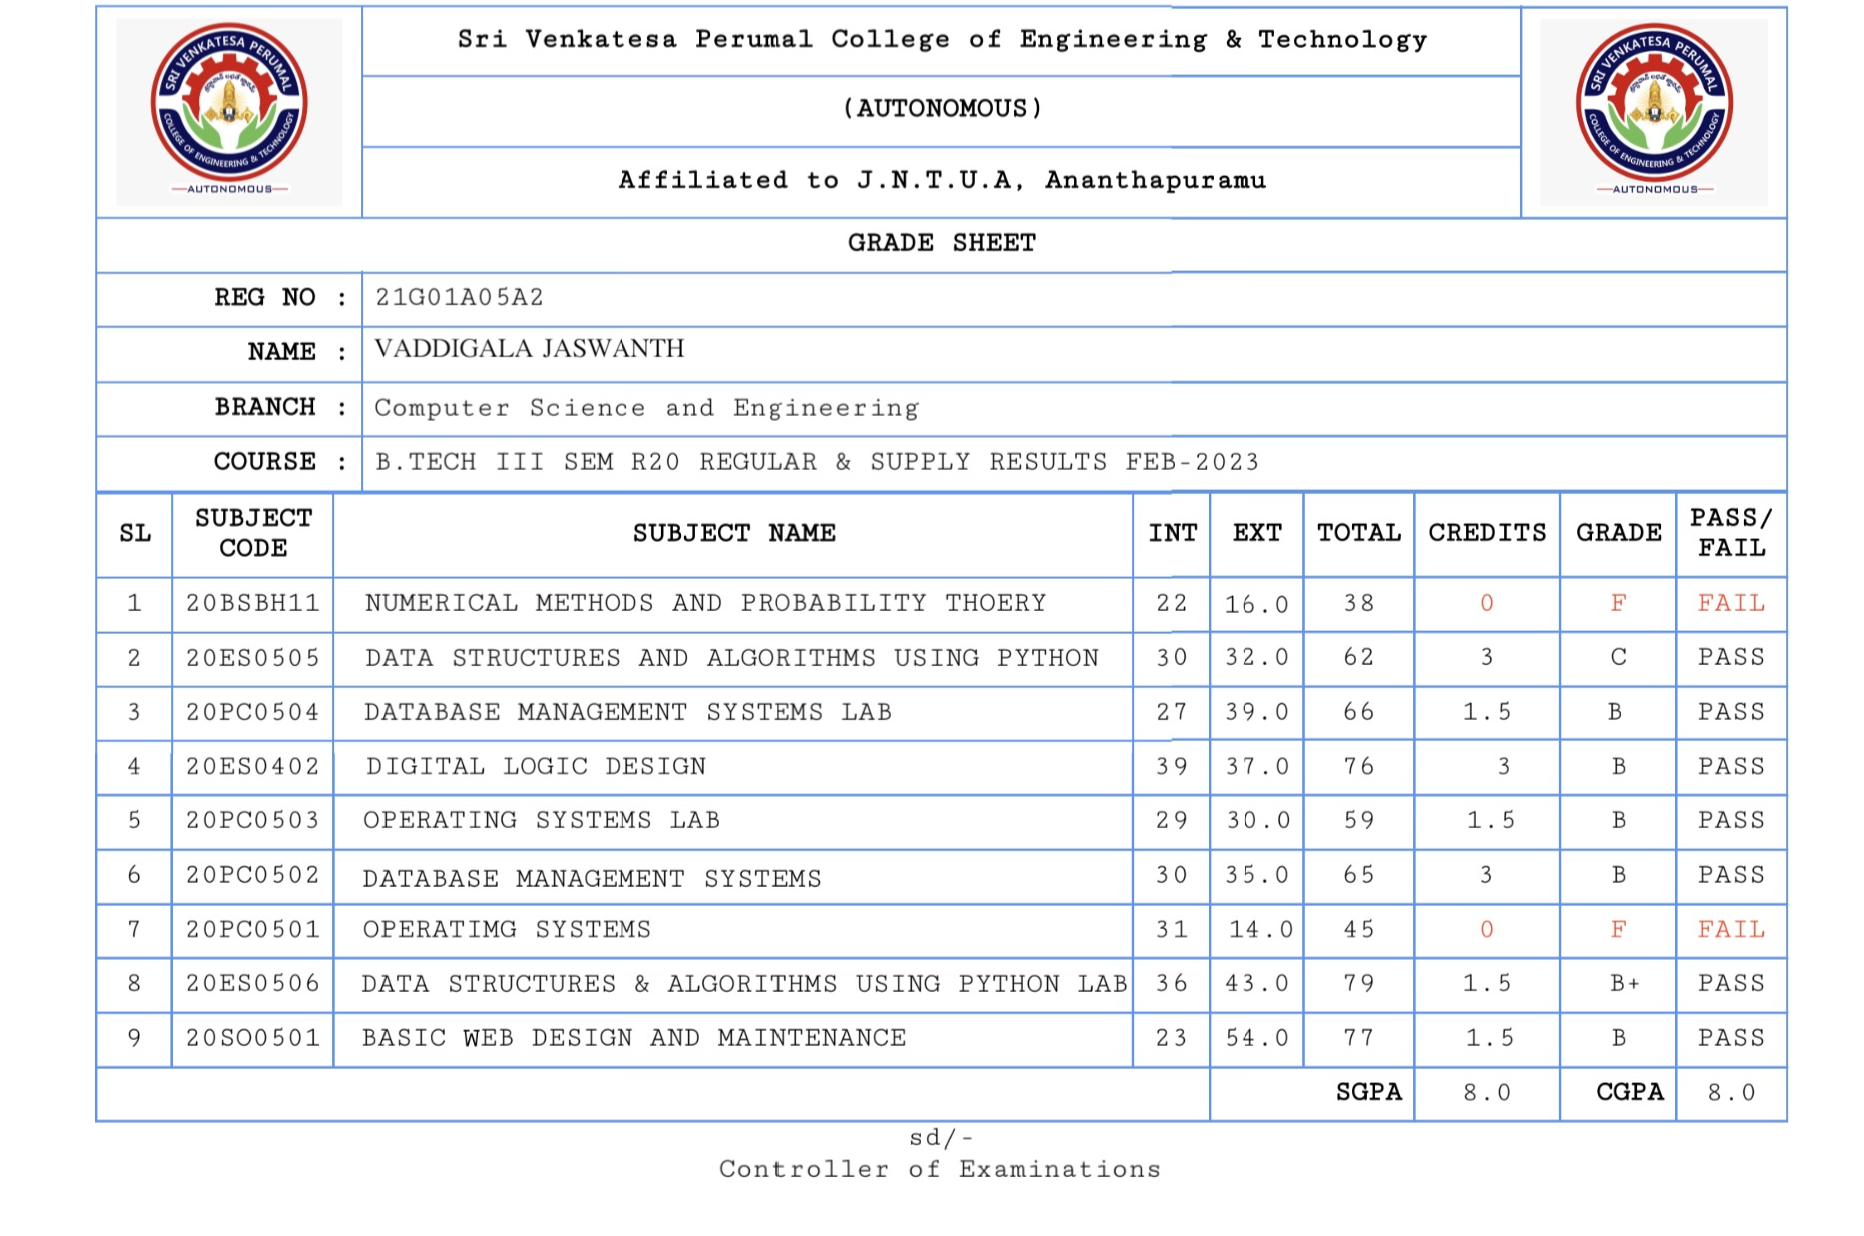 SRI VENKATESA PERUMAL
COLLEGE OF ENGINEERING & TECHNOLOGY
AUTONOMOUS
Sri Venkatesa Perumal College of Engineering & Technology
(AUTONOMOUS)
Affiliated to J.N.T.U.A, Ananthapuramu
SRI VENKATESA PERUMAL
COLLEGE OF ENGINEERING & TECHNOLOGY
AUTONOMOUS
GRADE SHEET
REG NO : 21G01A05A2
NAME : VADDIGALA JASWANTH
BRANCH : Computer Science and Engineering
COURSE : B.TECH III SEM R20 REGULAR & SUPPLY RESULTS FEB-2023
SL SUBJECT CODE SUBJECT NAME INT EXT TOTAL CREDITS GRADE PASS/FAIL
1 20BSBH11 NUMERICAL METHODS AND PROBABILITY THOERY 22 16.0 38 0 F FAIL
2 20ES0505 DATA STRUCTURES AND ALGORITHMS USING PYTHON 30 32.0 62 3 C PASS
3 20PC0504 DATABASE MANAGEMENT SYSTEMS LAB 27 39.0 66 1.5 B PASS
4 20ES0402 DIGITAL LOGIC DESIGN 39 37.0 76 3 B PASS
5 20PC0503 OPERATING SYSTEMS LAB 29 30.0 59 1.5 B PASS
6 20PC0502 DATABASE MANAGEMENT SYSTEMS 30 35.0 65 3 B PASS
7 20PC0501 OPERATIMG SYSTEMS 31 14.0 45 0 F FAIL
8 20ES0506 DATA STRUCTURES & ALGORITHMS USING PYTHON LAB 36 43.0 79 1.5 B+ PASS
9 20SO0501 BASIC WEB DESIGN AND MAINTENANCE 23 54.0 77 1.5 B PASS
SGPA 8.0 CGPA 8.0
sd/-
Controller of Examinations